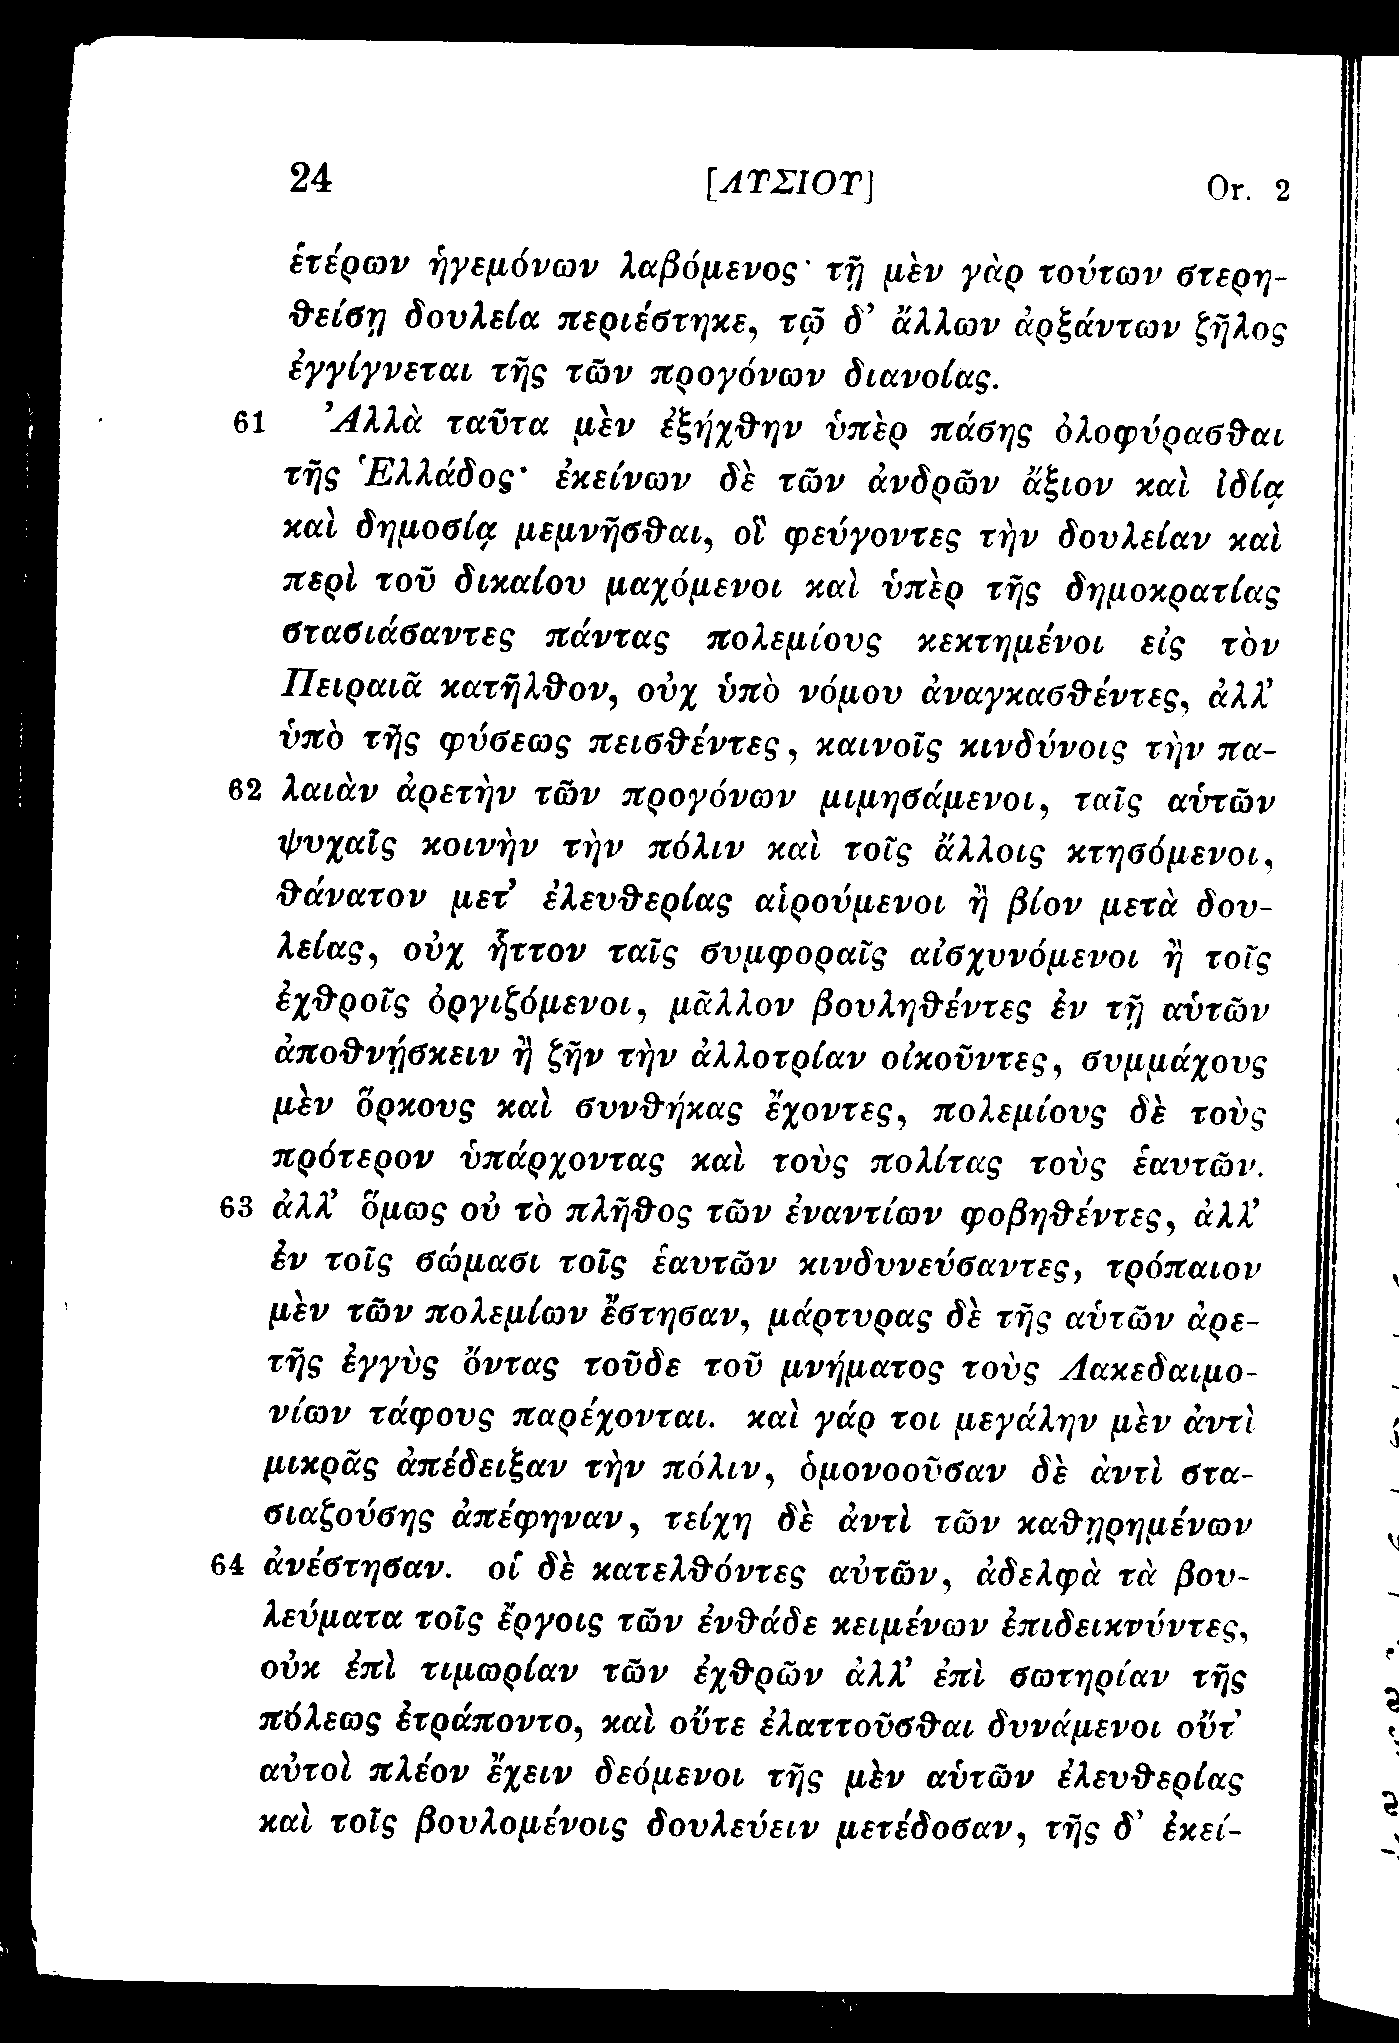 24 [ΛΥΣΙΟΥ] Or. 2
ἑτέρων ἡγεμόνων λαβόμενος· τῇ μὲν γὰρ τούτων στερη-
θείσῃ δουλεία περιέστηκε, τῷ δ’ ἄλλων ἀρξάντων ζῆλος
ἐγγίγνεται τῆς τῶν προγόνων διανοίας.
61 Ἀλλὰ ταῦτα μὲν ἐξήχθην ὑπὲρ πάσης ὀλοφύρασθαι
τῆς Ἑλλάδος· ἐκείνων δὲ τῶν ἀνδρῶν ἄξιον καὶ ἰδίᾳ
καὶ δημοσίᾳ μεμνῆσθαι, οἳ φεύγοντες τὴν δουλείαν καὶ
περὶ τοῦ δικαίου μαχόμενοι καὶ ὑπὲρ τῆς δημοκρατίας
στασιάσαντες πάντας πολεμίους κεκτημένοι εἰς τὸν
Πειραιᾶ κατῆλθον, οὐχ ὑπὸ νόμου ἀναγκασθέντες, ἀλλ’
ὑπὸ τῆς φύσεως πεισθέντες, καινοῖς κινδύνοις τὴν πα-
62 λαιὰν ἀρετὴν τῶν προγόνων μιμησάμενοι, ταῖς αὑτῶν
ψυχαῖς κοινὴν τὴν πόλιν καὶ τοῖς ἄλλοις κτησόμενοι,
θάνατον μετ’ ἐλευθερίας αἱρούμενοι ἢ βίον μετὰ δου-
λείας, οὐχ ἧττον ταῖς συμφοραῖς αἰσχυνόμενοι ἢ τοῖς
ἐχθροῖς ὀργιζόμενοι, μᾶλλον βουληθέντες ἐν τῇ αὑτῶν
ἀποθνῄσκειν ἢ ζῆν τὴν ἀλλοτρίαν οἰκοῦντες, συμμάχους
μὲν ὅρκους καὶ συνθήκας ἔχοντες, πολεμίους δὲ τοὺς
πρότερον ὑπάρχοντας καὶ τοὺς πολίτας τοὺς ἑαυτῶν.
63 ἀλλ’ ὅμως οὐ τὸ πλῆθος τῶν ἐναντίων φοβηθέντες, ἀλλ’
ἐν τοῖς σώμασι τοῖς ἑαυτῶν κινδυνεύσαντες, τρόπαιον
μὲν τῶν πολεμίων ἔστησαν, μάρτυρας δὲ τῆς αὑτῶν ἀρε-
τῆς ἐγγὺς ὄντας τοῦδε τοῦ μνήματος τοὺς Λακεδαιμο-
νίων τάφους παρέχονται. καὶ γάρ τοι μεγάλην μὲν ἀντὶ
μικρᾶς ἀπέδειξαν τὴν πόλιν, ὁμονοοῦσαν δὲ ἀντὶ στα-
σιαζούσης ἀπέφηναν, τείχη δὲ ἀντὶ τῶν καθῃρημένων
64 ἀνέστησαν. οἱ δὲ κατελθόντες αὐτῶν, ἀδελφὰ τὰ βου-
λεύματα τοῖς ἔργοις τῶν ἐνθάδε κειμένων ἐπιδεικνύντες,
οὐκ ἐπὶ τιμωρίαν τῶν ἐχθρῶν ἀλλ’ ἐπὶ σωτηρίαν τῆς
πόλεως ἐτράποντο, καὶ οὔτε ἐλαττοῦσθαι δυνάμενοι οὔτ’
αὐτοὶ πλέον ἔχειν δεόμενοι τῆς μὲν αὑτῶν ἐλευθερίας
καὶ τοῖς βουλομένοις δουλεύειν μετέδοσαν, τῆς δ’ ἐκεί-